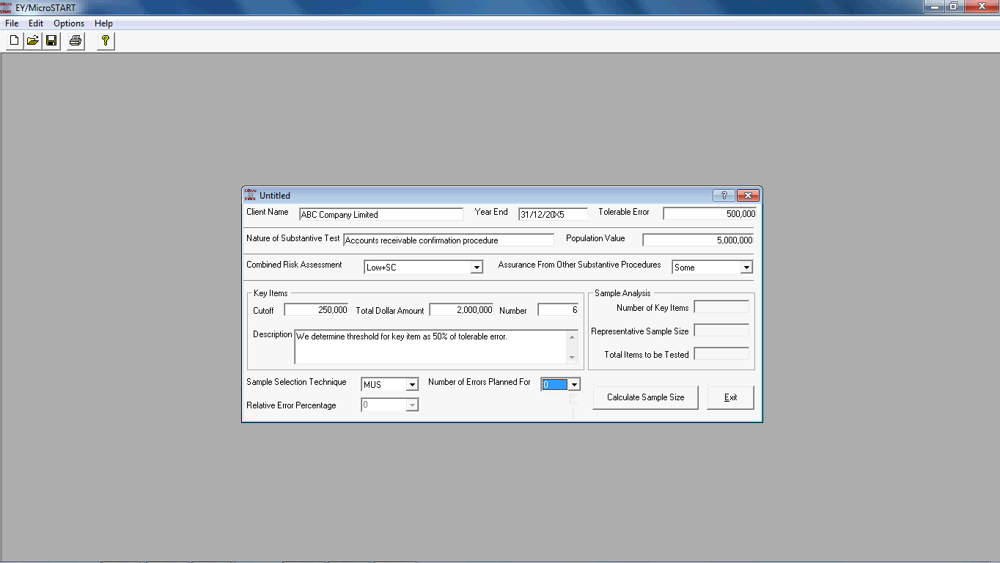 EY/MicroSTART
File Edit Options Help
Untitled
Client Name ABC Company Limited Year End 31/12/20X5 Tolerable Error 500,000
Nature of Substantive Test Accounts receivable confirmation procedure Population Value 5,000,000
Combined Risk Assessment Low+SC Assurance From Other Substantive Procedures Some
Key Items
Cutoff 250,000 Total Dollar Amount 2,000,000 Number 6
Description We determine threshold for key item as 50% of tolerable error.
Sample Analysis
Number of Key Items
Representative Sample Size
Total Items to be Tested
Sample Selection Technique MUS Number of Errors Planned For 0
Relative Error Percentage 0
Calculate Sample Size Exit